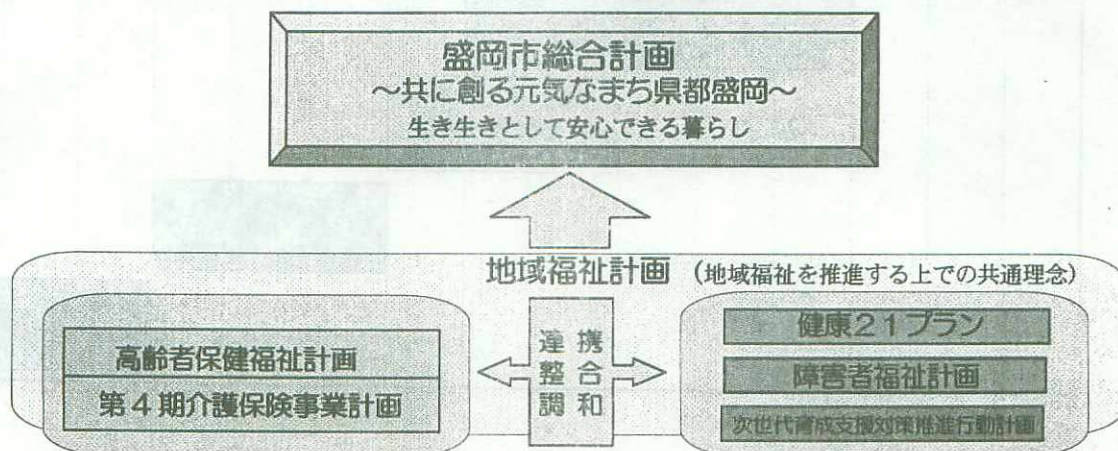 盛岡市総合計画
～共に創る元気なまち県都盛岡～
生き生きとして安心できる暮らし
地域福祉計画 (地域福祉を推進する上での共通理念)
高齢者保健福祉計画
第4期介護保険事業計画
連携
整合
調和
健康21プラン
障害者福祉計画
次世代育成支援対策推進行動計画